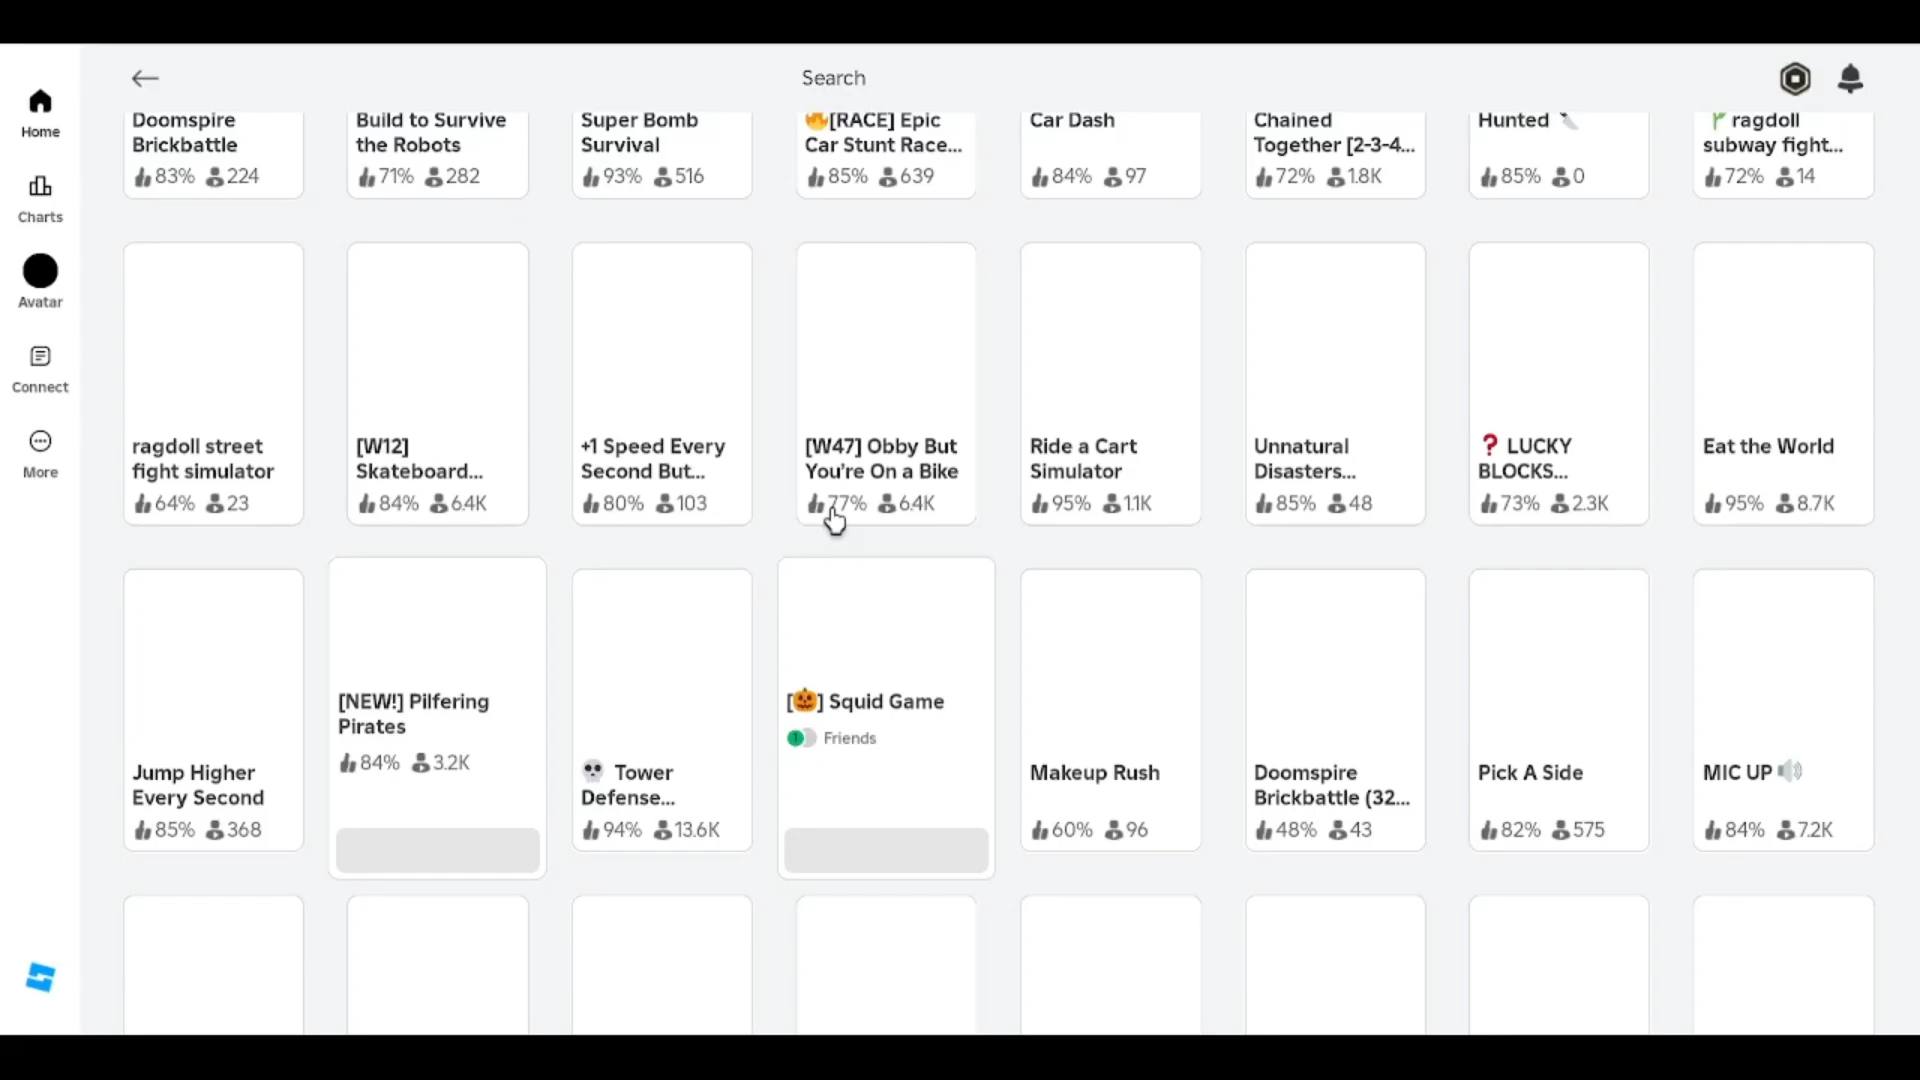 Search
Home
Charts
Avatar
Connect
More
Doomspire
Brickbattle
83% 224
Build to Survive
the Robots
71% 282
Super Bomb
Survival
93% 516
🔥[RACE] Epic
Car Stunt Race...
85% 639
Car Dash
84% 97
Chained
Together [2-3-4...
72% 1.8K
Hunted 🔪
85% 0
ragdoll
subway fight...
72% 14
ragdoll street
fight simulator
64% 23
[W12]
Skateboard...
84% 6.4K
+1 Speed Every
Second But...
80% 103
[W47] Obby But
You're On a Bike
77% 6.4K
Ride a Cart
Simulator
95% 1.1K
Unnatural
Disasters...
85% 48
❓ LUCKY
BLOCKS...
73% 2.3K
Eat the World
95% 8.7K
Jump Higher
Every Second
85% 368
[NEW!] Pilfering
Pirates
84% 3.2K
💀 Tower
Defense...
94% 13.6K
[🎃] Squid Game
1 Friends
Makeup Rush
60% 96
Doomspire
Brickbattle (32...
48% 43
Pick A Side
82% 575
MIC UP 🔊
84% 7.2K